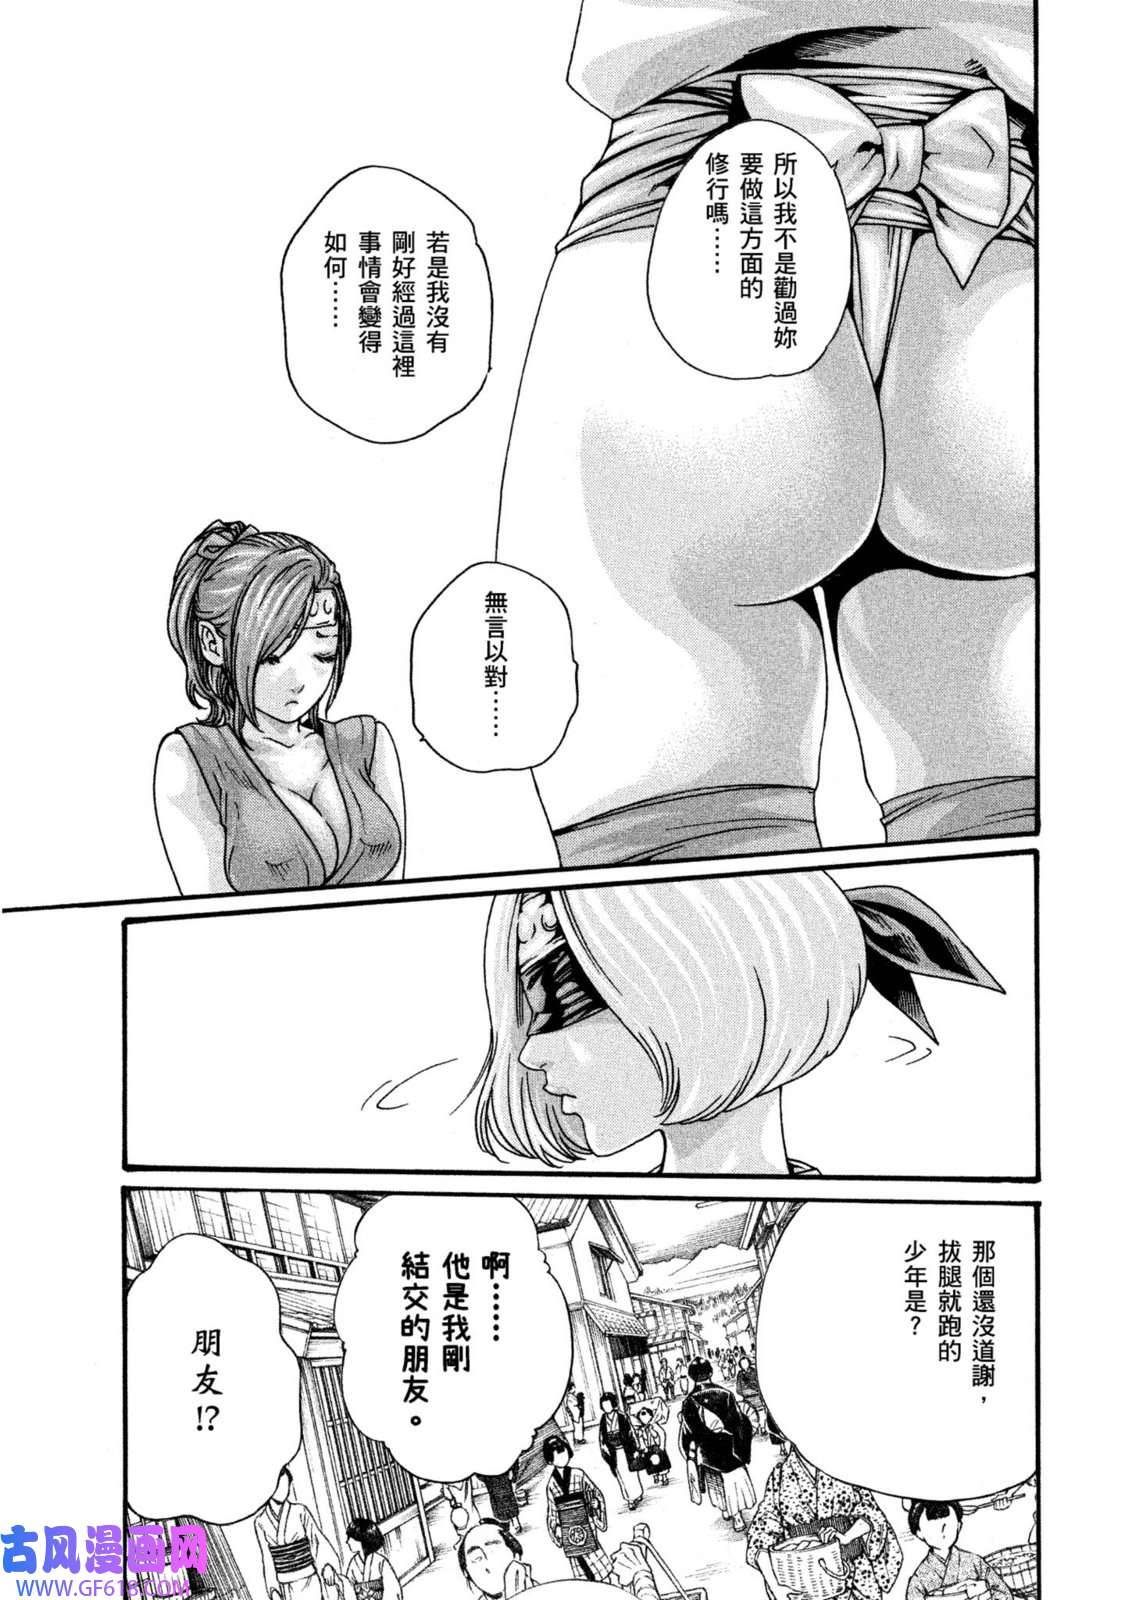 所以我不是勸過妳
要做這方面的
修行嗎……
若是我沒有
剛好經過這裡
事情會變得
如何……
無言以對……
那個還沒道謝，
拔腿就跑的
少年是？
啊……
他是我剛
結交的朋友。
朋友！？
古风漫画网
WWW.GF618.COM